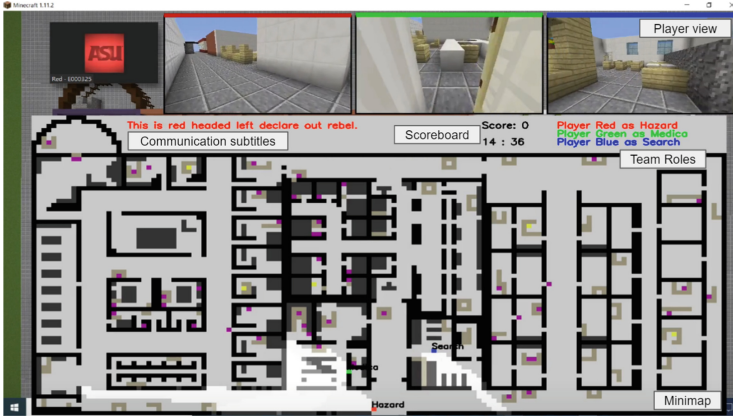 Minecraft 1.11.2
Player view
ASU
Red - E000325
This is red headed left declare out rebel.
Communication subtitles
Scoreboard
Score: 0
14 : 36
Player Red as Hazard
Player Green as Medica
Player Blue as Search
Team Roles
Search
Hazard
Minimap